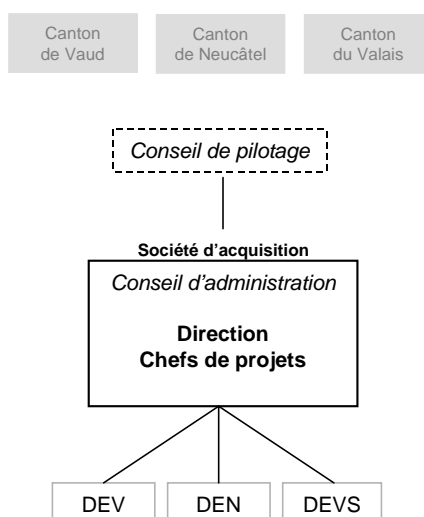 Canton
de Vaud
Canton
de Neucâtel
Canton
du Valais
Conseil de pilotage
Société d’acquisition
Conseil d’administration
Direction
Chefs de projets
DEV
DEN
DEVS